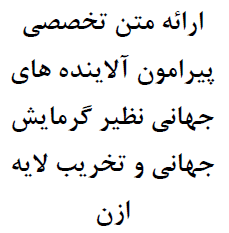 ارائه متن تخصصی
پیرامون آلاینده های
جهانی نظیر گرمایش
جهانی و تخریب لایه
ازن